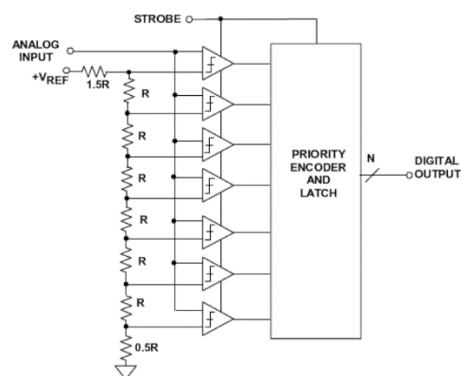 STROBE
ANALOG
INPUT
+VREF
1.5R
R
R
R
R
R
R
0.5R
PRIORITY
ENCODER
AND
LATCH
N
DIGITAL
OUTPUT